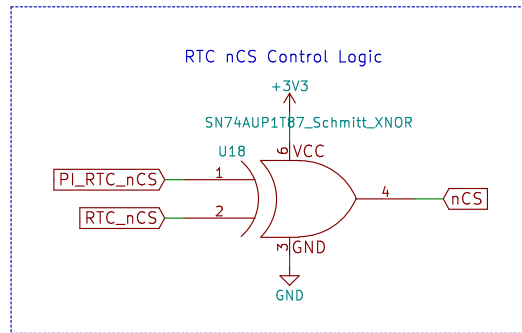 RTC nCS Control Logic
+3V3
SN74AUP1T87_Schmitt_XNOR
U18
6 VCC
PI_RTC_nCS 1
4 nCS
RTC_nCS 2
3 GND
GND